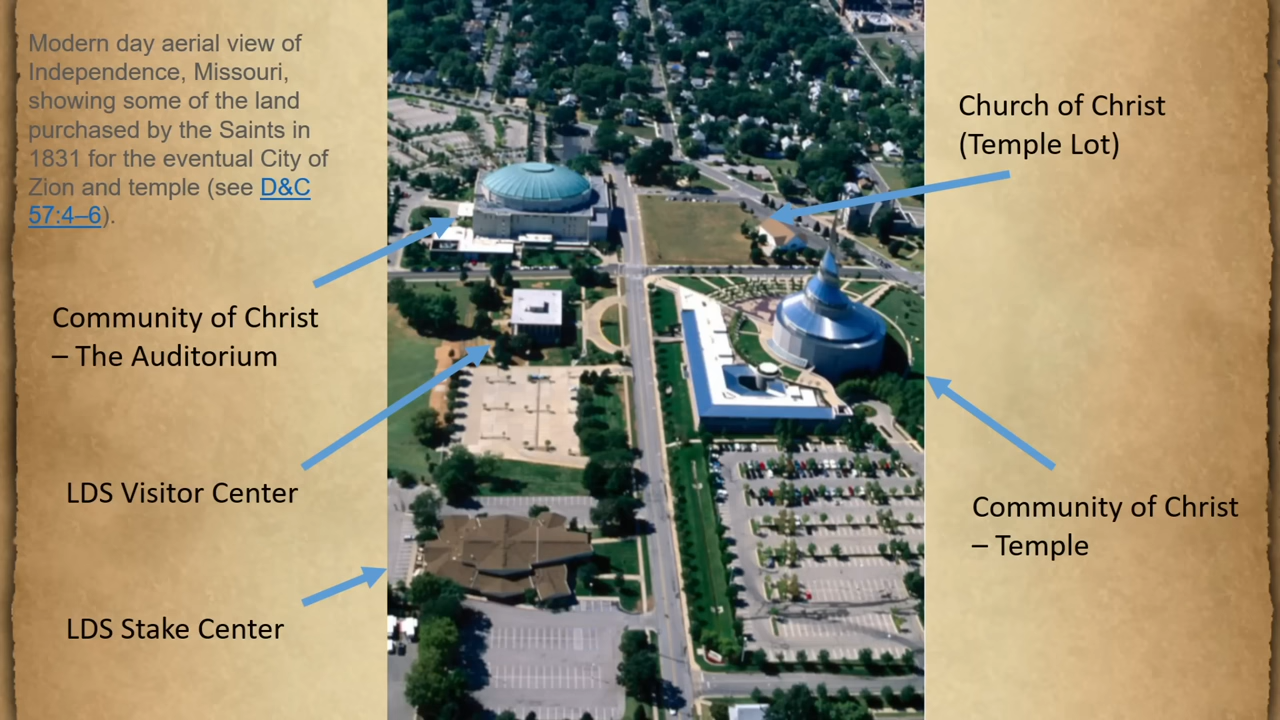 Modern day aerial view of
Independence, Missouri,
showing some of the land
purchased by the Saints in
1831 for the eventual City of
Zion and temple (see D&C
57:4–6).
Church of Christ
(Temple Lot)
Community of Christ
– The Auditorium
LDS Visitor Center
Community of Christ
– Temple
LDS Stake Center